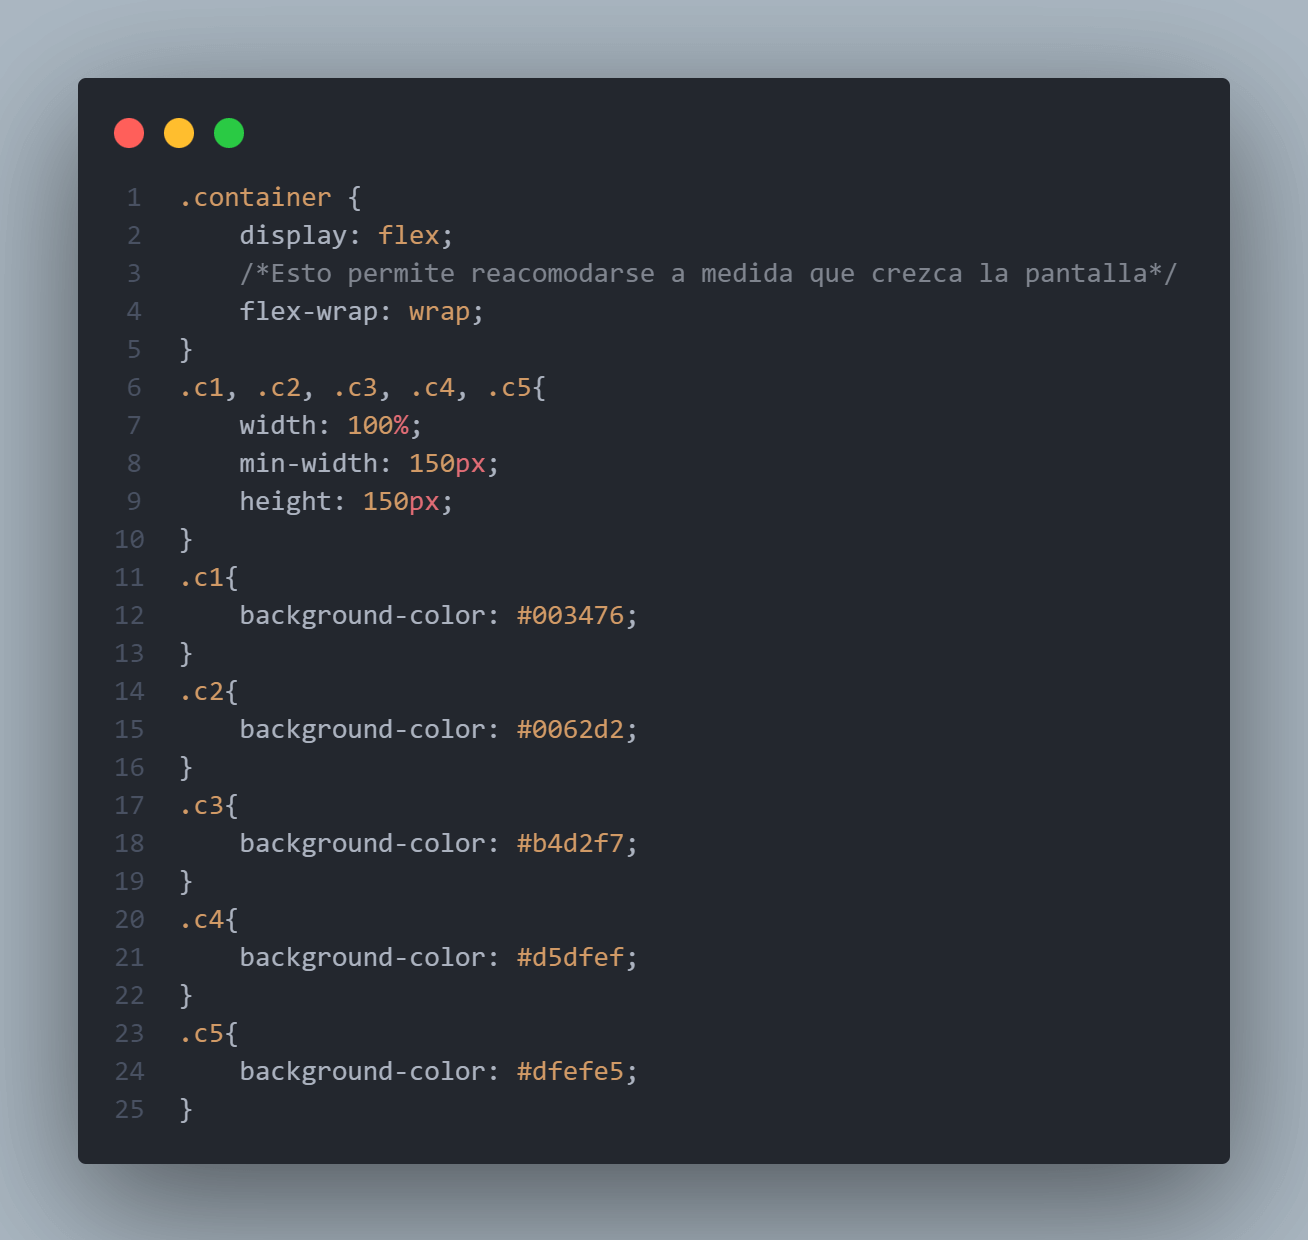 1 .container {
2     display: flex;
3     /*Esto permite reacomodarse a medida que crezca la pantalla*/
4     flex-wrap: wrap;
5 }
6 .c1, .c2, .c3, .c4, .c5{
7     width: 100%;
8     min-width: 150px;
9     height: 150px;
10 }
11 .c1{
12     background-color: #003476;
13 }
14 .c2{
15     background-color: #0062d2;
16 }
17 .c3{
18     background-color: #b4d2f7;
19 }
20 .c4{
21     background-color: #d5dfef;
22 }
23 .c5{
24     background-color: #dfefe5;
25 }